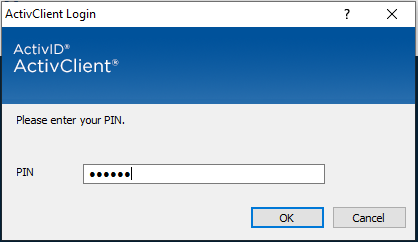 ActivClient Login
ActivID®
ActivClient®
Please enter your PIN.
PIN ●●●●●●
OK Cancel